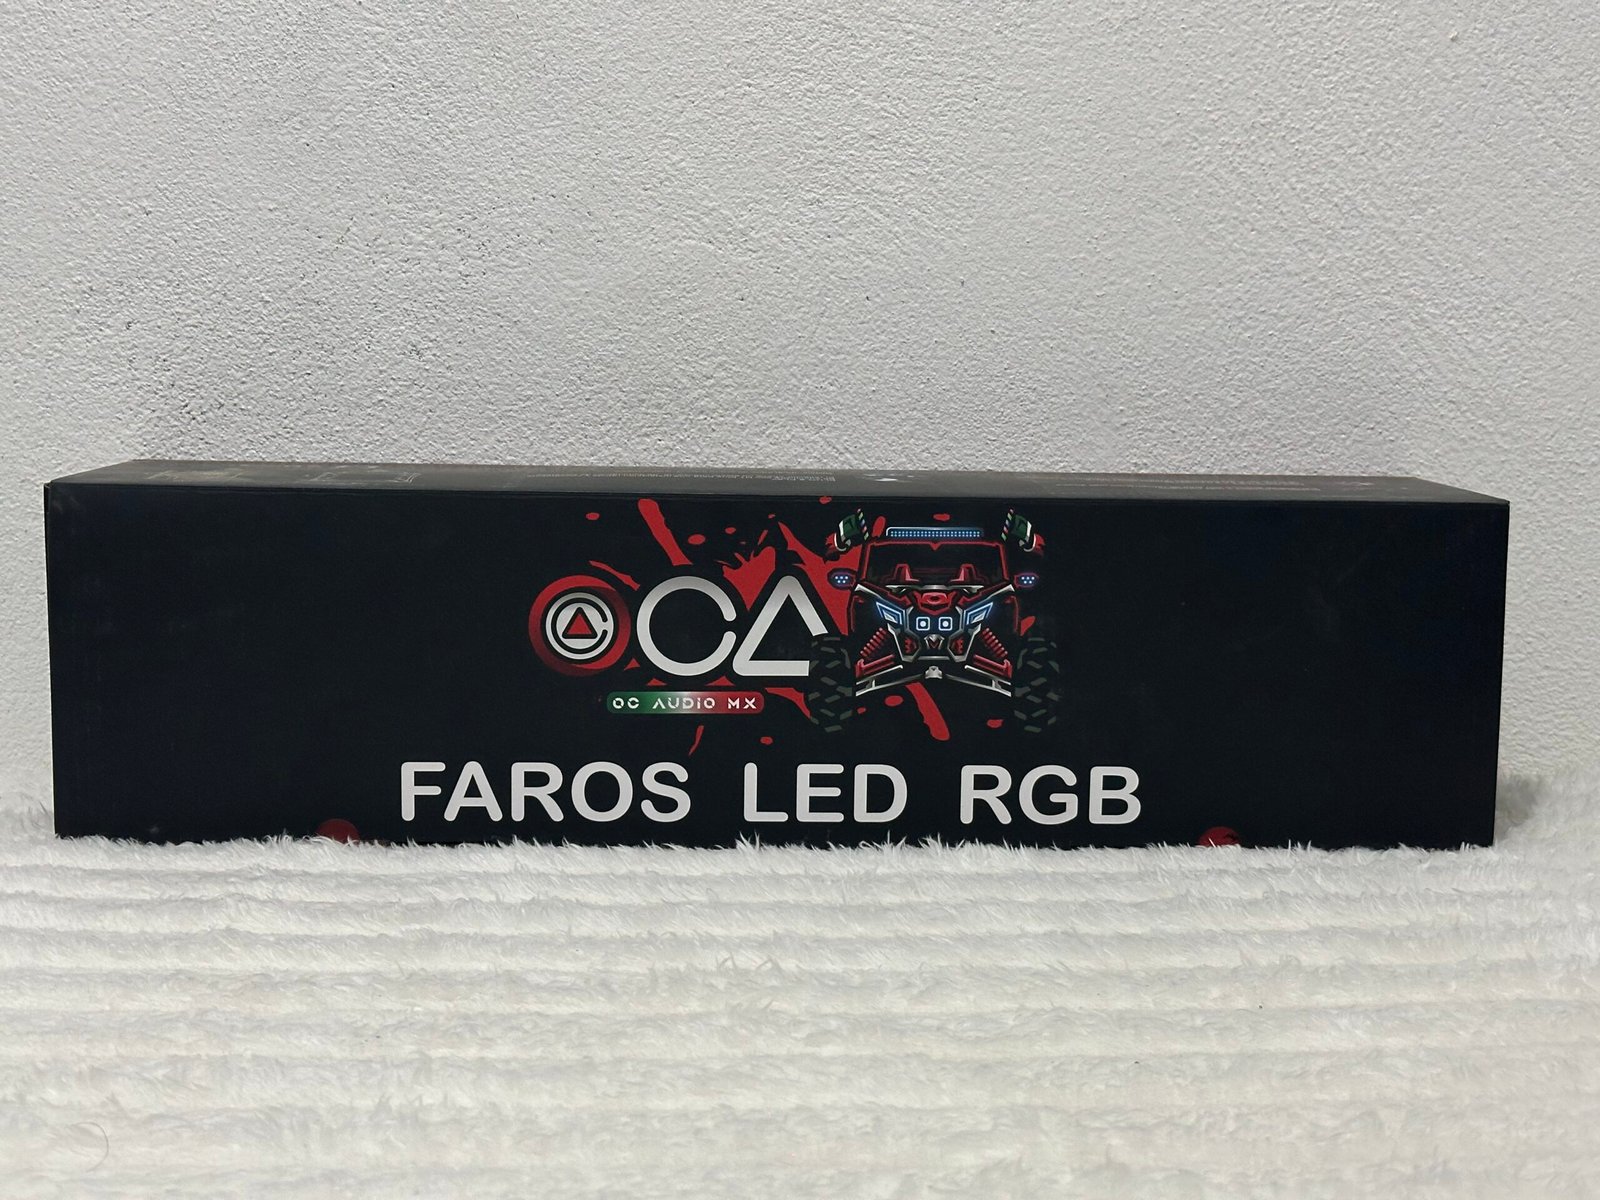 OCA
OC AUDIO MX
FAROS LED RGB